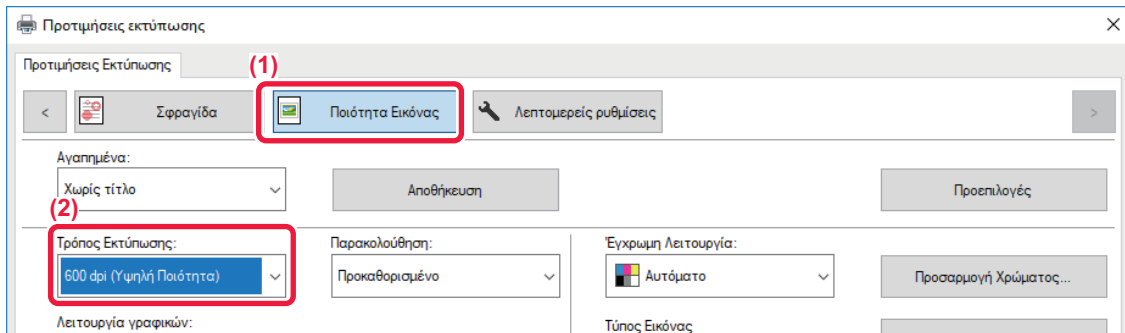 Προτιμήσεις εκτύπωσης
Προτιμήσεις Εκτύπωσης
(1)
< Σφραγίδα Ποιότητα Εικόνας Λεπτομερείς ρυθμίσεις >
Αγαπημένα:
Χωρίς τίτλο Αποθήκευση Προεπιλογές
(2)
Τρόπος Εκτύπωσης: Παρακολούθηση: Έγχρωμη Λειτουργία:
600 dpi (Υψηλή Ποιότητα) Προκαθορισμένο Αυτόματο Προσαρμογή Χρώματος...
Λειτουργία γραφικών: Τύπος Εικόνας